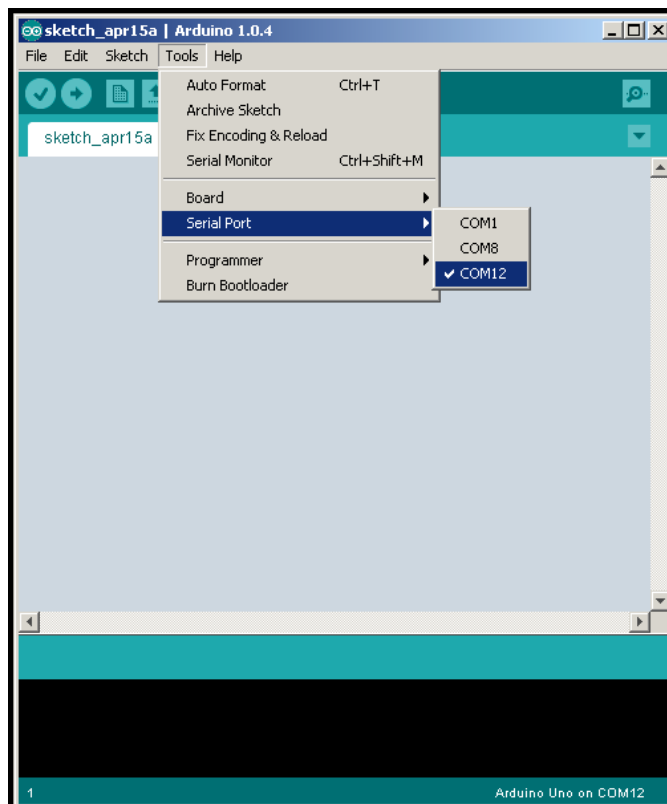 sketch_apr15a | Arduino 1.0.4
File Edit Sketch Tools Help
sketch_apr15a
Auto Format Ctrl+T
Archive Sketch
Fix Encoding & Reload
Serial Monitor Ctrl+Shift+M
Board
Serial Port
Programmer
Burn Bootloader
COM1
COM8
COM12
1 Arduino Uno on COM12